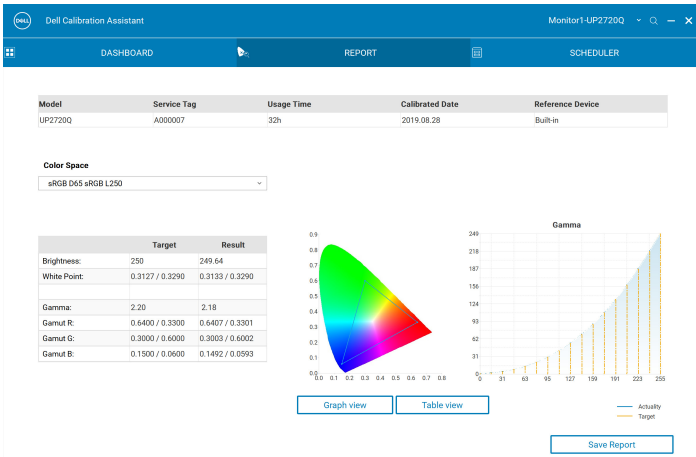 DELL Dell Calibration Assistant Monitor1-UP2720Q
DASHBOARD REPORT SCHEDULER
Model Service Tag Usage Time Calibrated Date Reference Device
UP2720Q A000007 32h 2019.08.28 Built-in
Color Space
sRGB D65 sRGB L250
Target Result
Brightness: 250 249.64
White Point: 0.3127 / 0.3290 0.3133 / 0.3290
Gamma: 2.20 2.18
Gamut R: 0.6400 / 0.3300 0.6407 / 0.3301
Gamut G: 0.3000 / 0.6000 0.3003 / 0.6002
Gamut B: 0.1500 / 0.0600 0.1492 / 0.0593
0.9
0.8
0.7
0.6
0.5
0.4
0.3
0.2
0.1
0.0
0.0 0.1 0.2 0.3 0.4 0.5 0.6 0.7 0.8
Gamma
249
218
187
156
124
93
62
31
0
0 31 63 95 127 159 191 223 255
Graph view Table view
Actuality
Target
Save Report